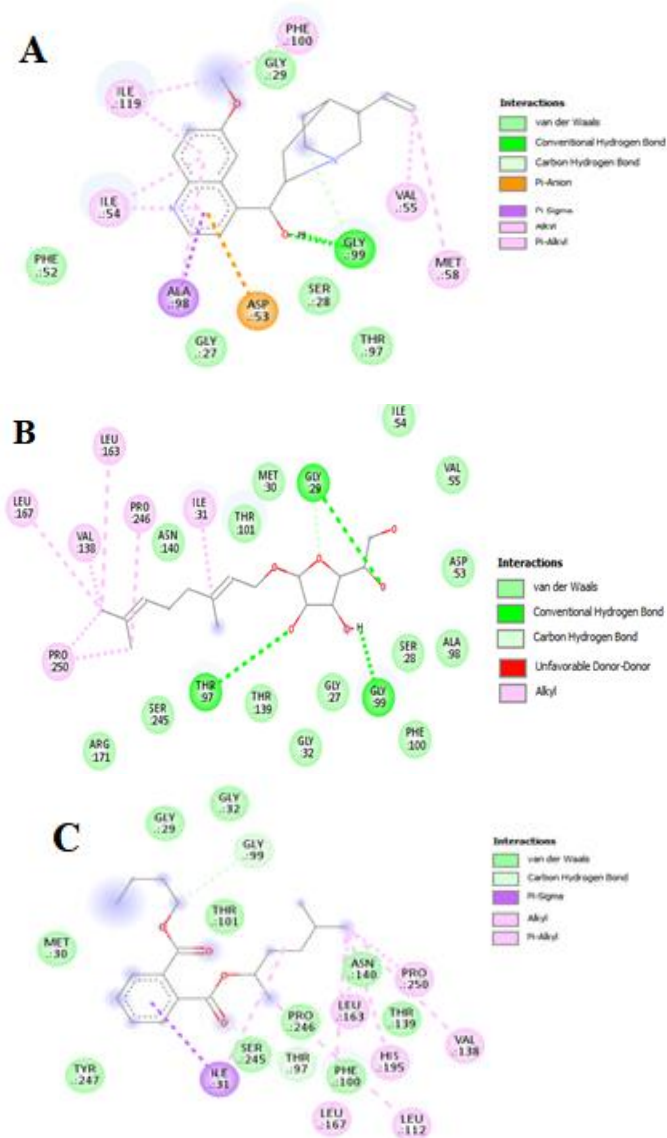 A
PHE
.:100
GLY
.:29
ILE
.:119
ILE
.:54
VAL
.:55
PHE
.:52
GLY
.:99
MET
.:58
ALA
.:98
ASP
.:53
SER
.:28
GLY
.:27
THR
.:97
O
N
N
O
H
Interactions
van der Waals
Conventional Hydrogen Bond
Carbon Hydrogen Bond
Pi-Anion
Pi-Sigma
Alkyl
Pi-Alkyl
B
ILE
:54
LEU
:163
MET
:30
GLY
:29
VAL
:55
LEU
:167
VAL
:138
PRO
:246
ILE
:31
THR
:101
ASN
:140
ASP
:53
PRO
:250
SER
:28
ALA
:98
THR
:97
GLY
:27
GLY
:99
SER
:245
THR
:139
ARG
:171
GLY
:32
PHE
:100
O
O
O
O
O
O
H
Interactions
van der Waals
Conventional Hydrogen Bond
Carbon Hydrogen Bond
Unfavorable Donor-Donor
Alkyl
C
GLY
.:32
GLY
.:29
GLY
.:99
THR
.:101
MET
.:30
ASN
.:140
PRO
.:250
LEU
.:163
THR
.:139
PRO
.:246
VAL
.:138
SER
.:245
THR
.:97
PHE
.:100
HIS
.:195
TYR
.:247
ILE
.:31
LEU
.:167
LEU
.:112
O
O
O
O
Interactions
van der Waals
Carbon Hydrogen Bond
Pi-Sigma
Alkyl
Pi-Alkyl